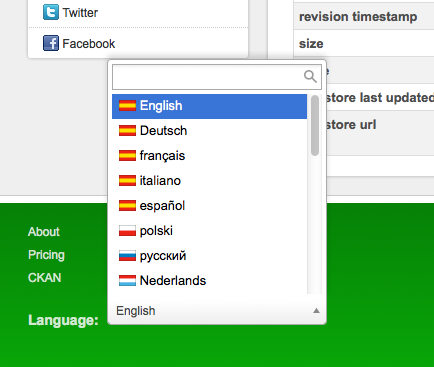 Twitter
Facebook
revision timestamp
size
store last updated
store url
English
Deutsch
français
italiano
español
polski
русский
Nederlands
English
About
Pricing
CKAN
Language: